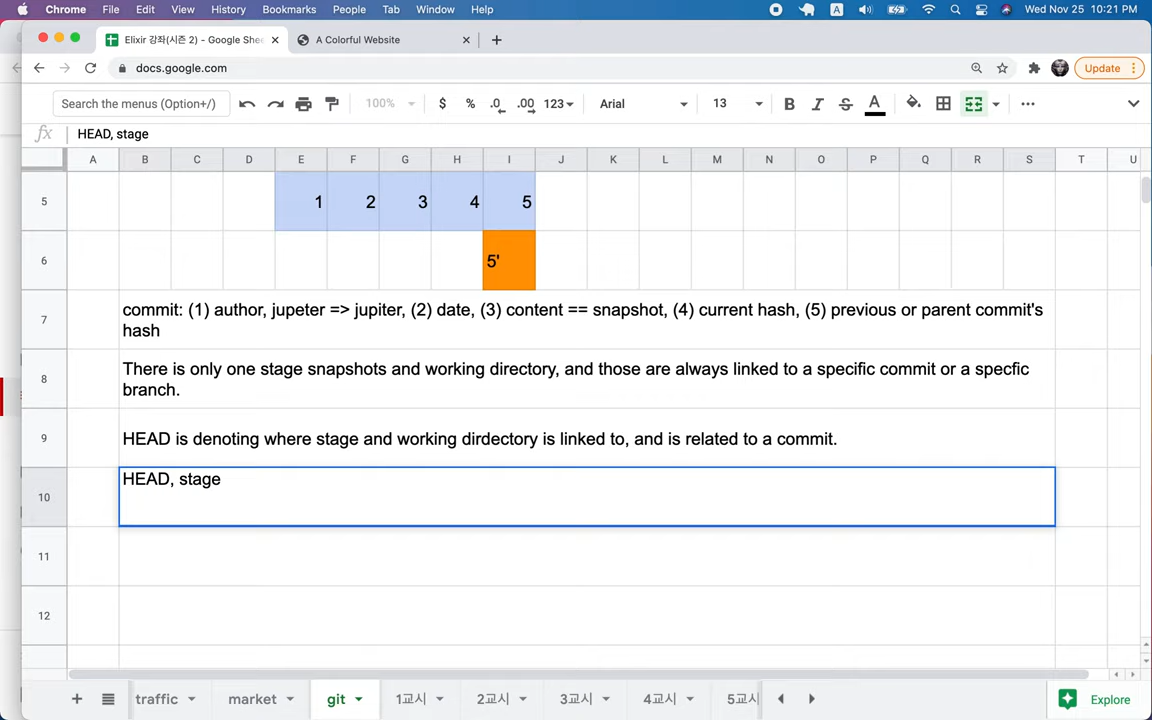 Chrome File Edit View History Bookmarks People Tab Window Help A Wed Nov 25 10:21 PM
Elixir 강좌(시즌 2) - Google Shee A Colorful Website
docs.google.com Update
Search the menus (Option+/) 100% $ % .0 .00 123 Arial 13 B I S A
fx HEAD, stage
A B C D E F G H I J K L M N O P Q R S T U
5 1 2 3 4 5
6 5'
7 commit: (1) author, jupeter => jupiter, (2) date, (3) content == snapshot, (4) current hash, (5) previous or parent commit's
hash
8 There is only one stage snapshots and working directory, and those are always linked to a specific commit or a specfic
branch.
9 HEAD is denoting where stage and working dirdectory is linked to, and is related to a commit.
10 HEAD, stage
11
12
traffic market git 1교시 2교시 3교시 4교시 5교시 Explore